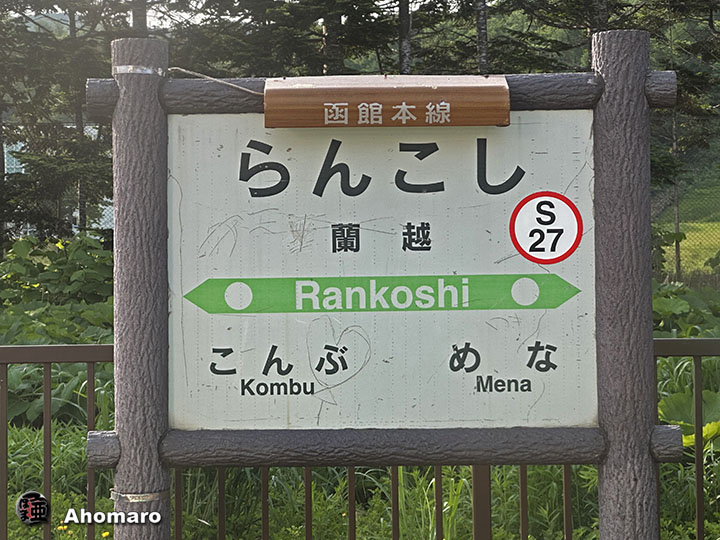 函館本線
らんこし
蘭越
S
27
Rankoshi
こんぶ
Kombu
めな
Mena
Ahomaro